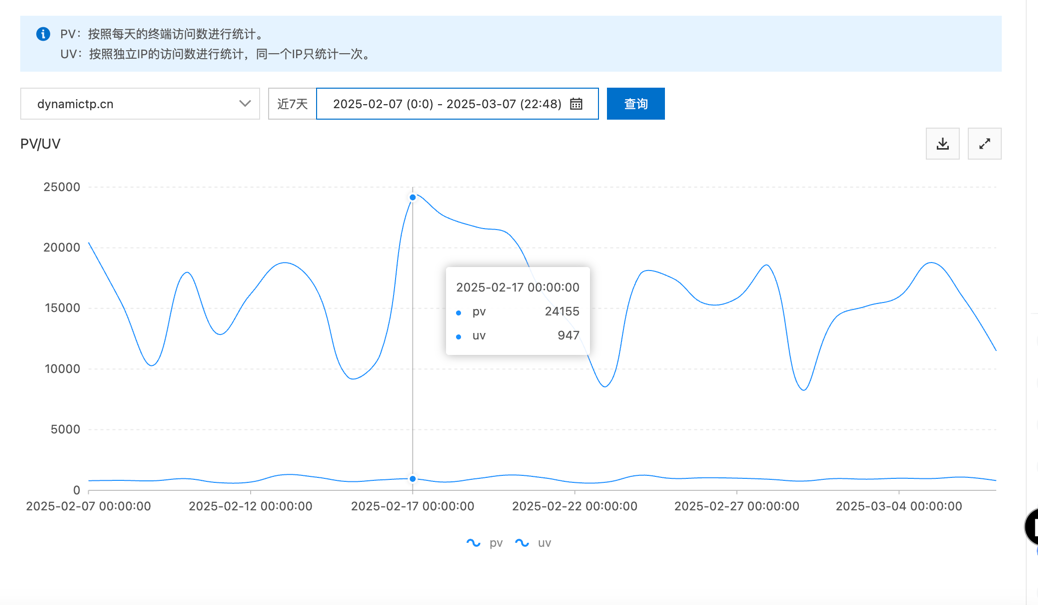 PV：按照每天的终端访问数进行统计。
UV：按照独立IP的访问数进行统计，同一个IP只统计一次。
dynamictp.cn
近7天
2025-02-07 (0:0) - 2025-03-07 (22:48)
查询
PV/UV
25000
20000
15000
10000
5000
0
2025-02-17 00:00:00
pv 24155
uv 947
2025-02-07 00:00:00
2025-02-12 00:00:00
2025-02-17 00:00:00
2025-02-22 00:00:00
2025-02-27 00:00:00
2025-03-04 00:00:00
pv uv